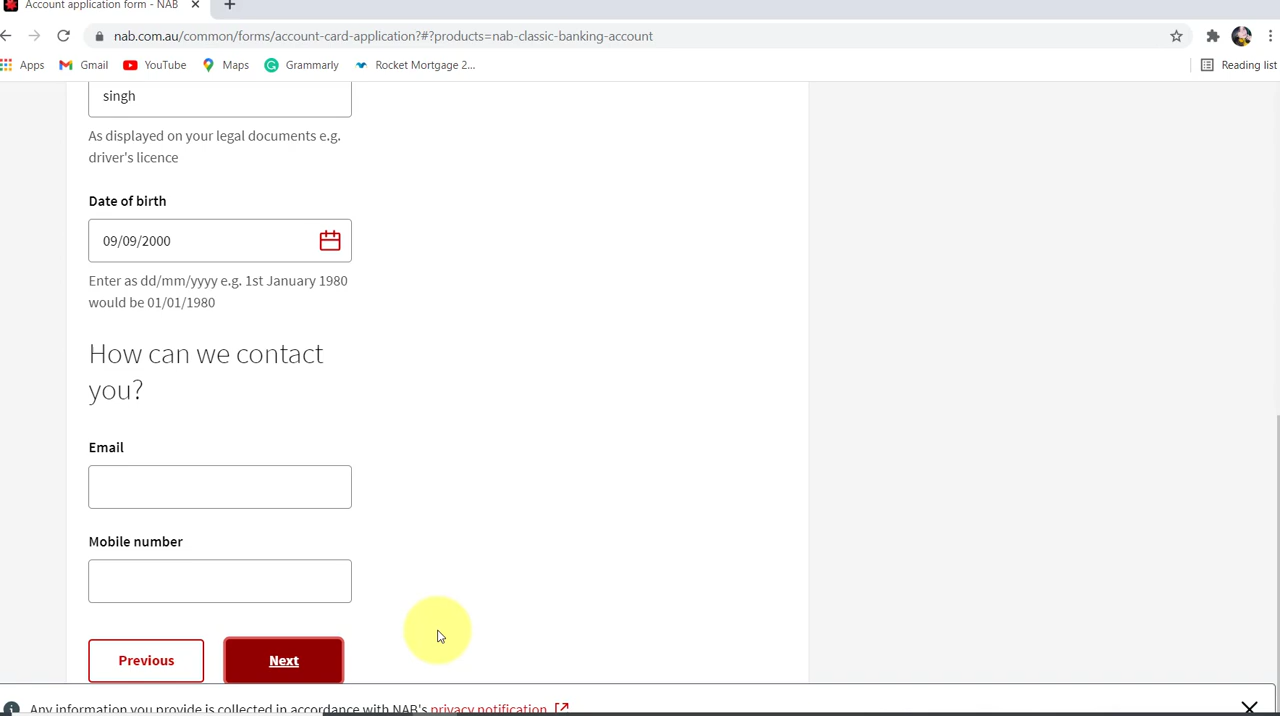 Account application form - NAB
nab.com.au/common/forms/account-card-application?#?products=nab-classic-banking-account
Apps Gmail YouTube Maps Grammarly Rocket Mortgage 2... Reading list
singh
As displayed on your legal documents e.g.
driver's licence
Date of birth
09/09/2000
Enter as dd/mm/yyyy e.g. 1st January 1980
would be 01/01/1980
How can we contact
you?
Email
Mobile number
Previous Next
Any information you provide is collected in accordance with NAB's privacy notification